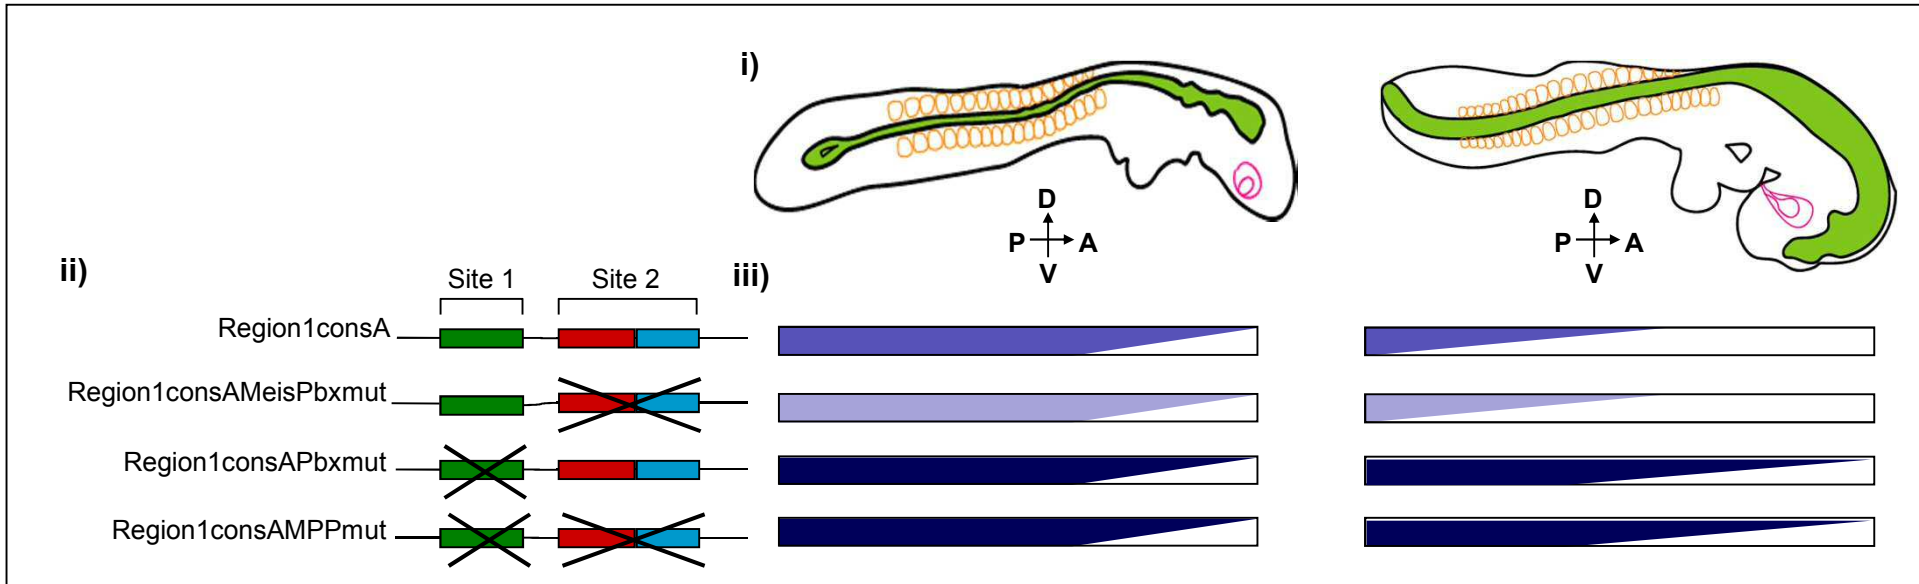 i)
D
P A
V
D
P A
V
ii)
Site 1 Site 2
iii)
Region1consA
Region1consAMeisPbxmut
Region1consAPbxmut
Region1consAMPPmut